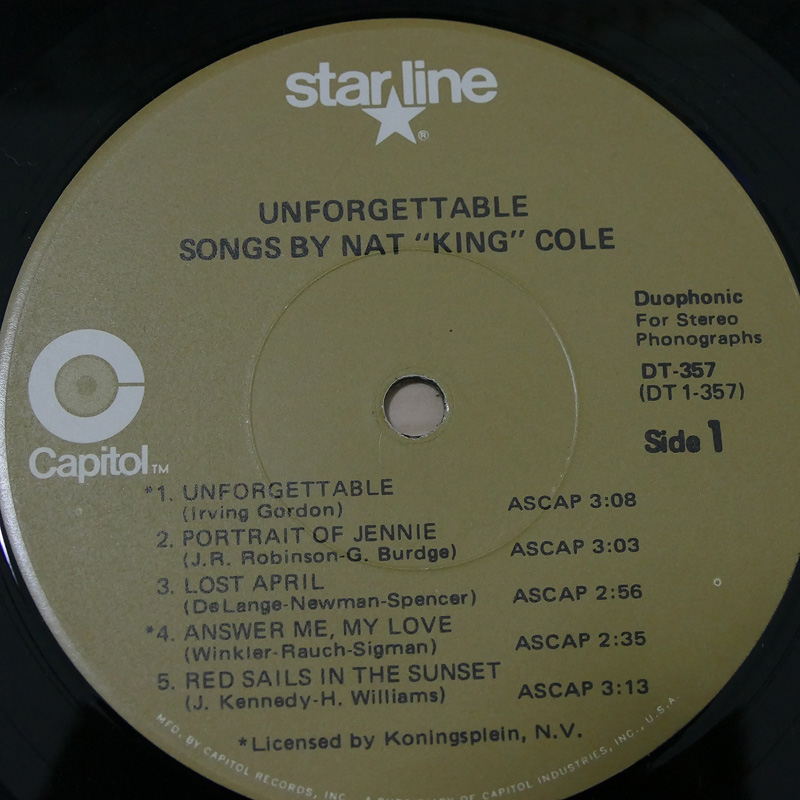 starline
®
UNFORGETTABLE
SONGS BY NAT “KING” COLE
Duophonic
For Stereo
Phonographs
DT-357
(DT 1-357)
Side 1
Capitol TM
*1. UNFORGETTABLE
(Irving Gordon) ASCAP 3:08
2. PORTRAIT OF JENNIE
(J.R. Robinson-G. Burdge) ASCAP 3:03
3. LOST APRIL
(DeLange-Newman-Spencer) ASCAP 2:56
*4. ANSWER ME, MY LOVE
(Winkler-Rauch-Sigman) ASCAP 2:35
5. RED SAILS IN THE SUNSET
(J. Kennedy-H. Williams) ASCAP 3:13
*Licensed by Koningsplein, N.V.
MFD. BY CAPITOL RECORDS, INC., A SUBSIDIARY OF CAPITOL INDUSTRIES, INC., U.S.A.